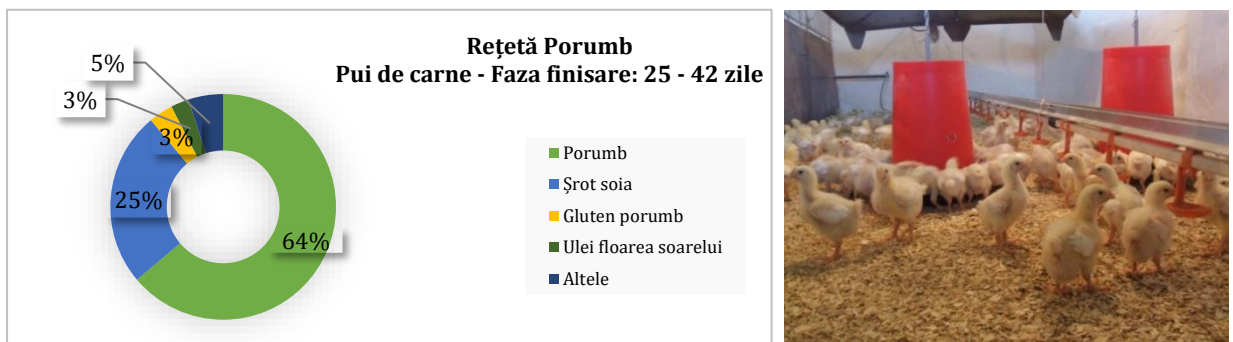 Rețetă Porumb
Pui de carne - Faza finisare: 25 - 42 zile
5%
3%
3%
25%
64%
Porumb
Șrot soia
Gluten porumb
Ulei floarea soarelui
Altele